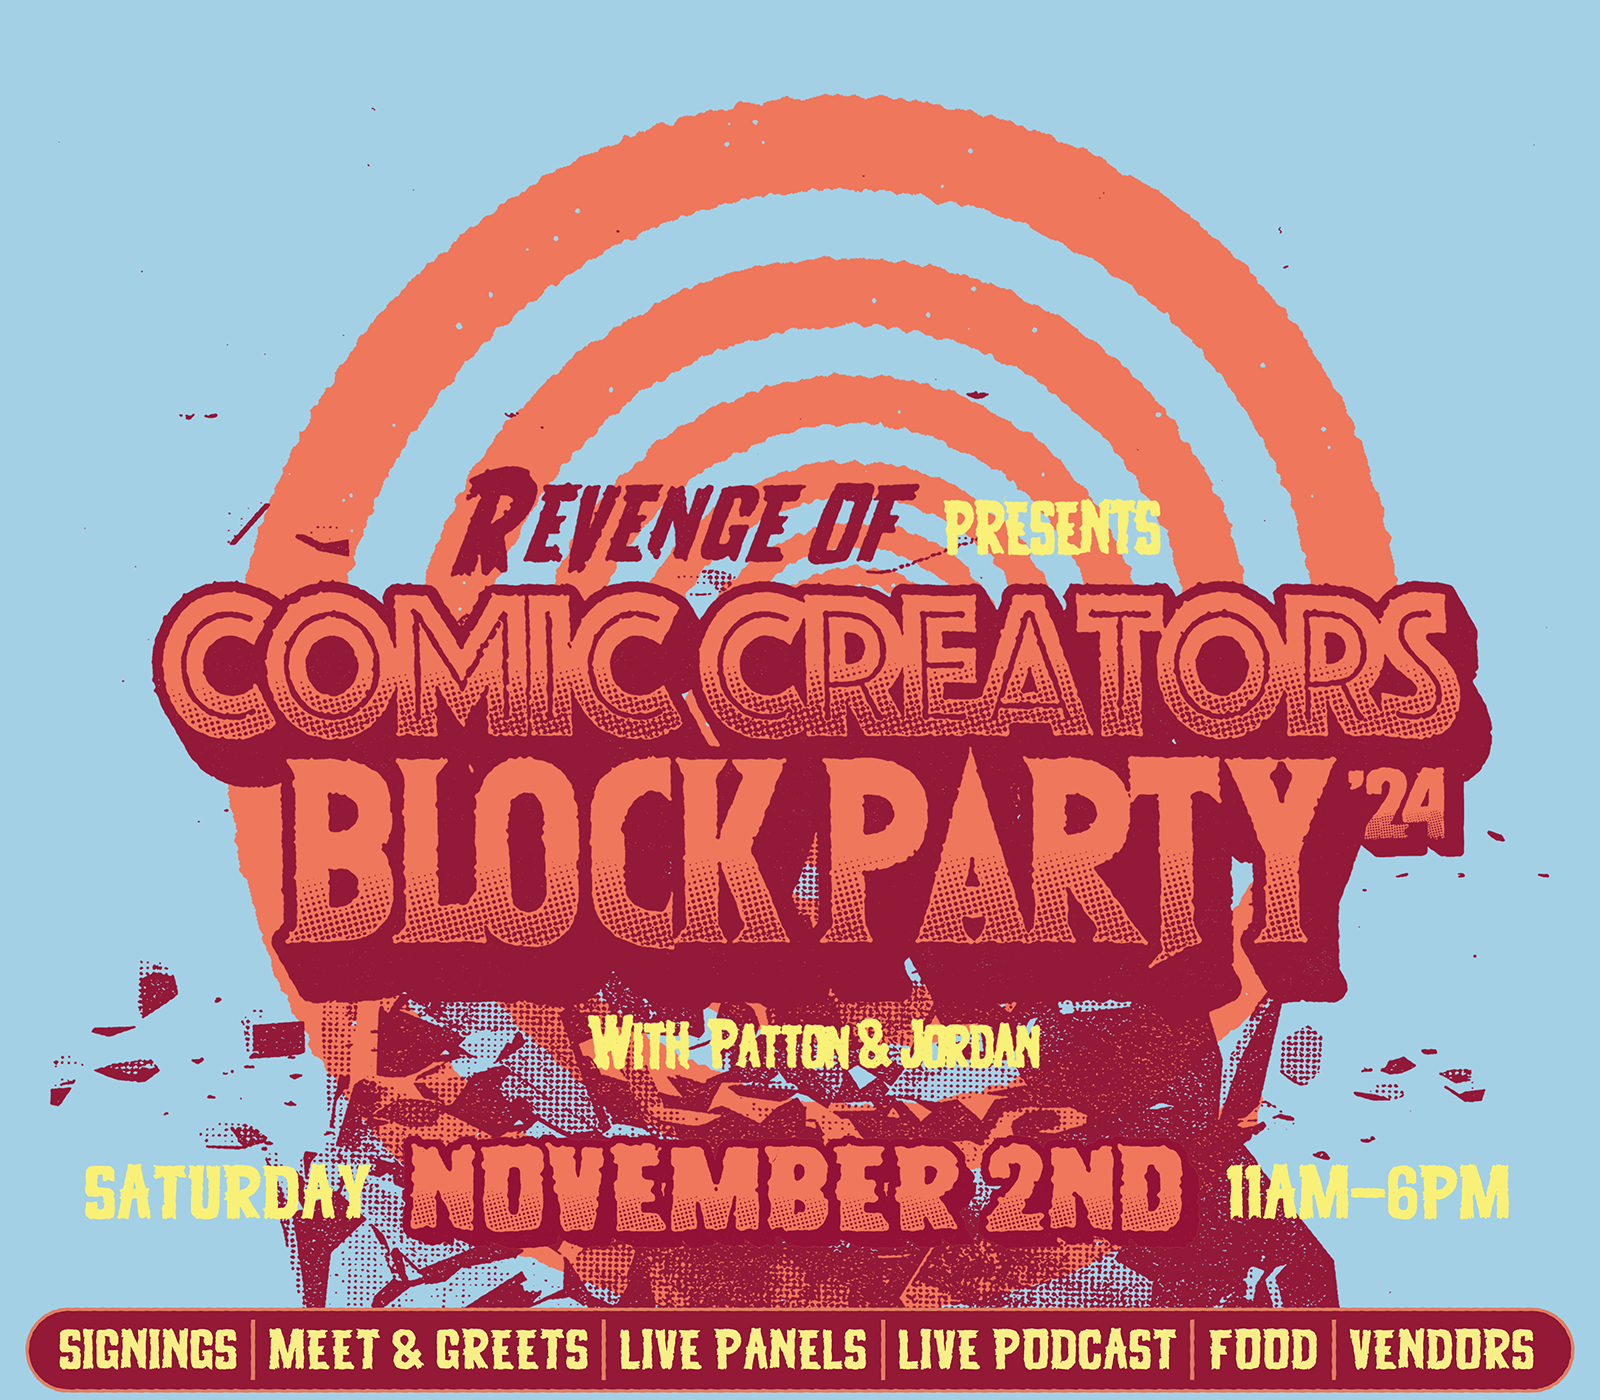 REVENGE OF PRESENTS
COMIC CREATORS
BLOCK PARTY '24
WITH PATTON & JORDAN
SATURDAY NOVEMBER 2ND 11AM-6PM
SIGNINGS | MEET & GREETS | LIVE PANELS | LIVE PODCAST | FOOD | VENDORS